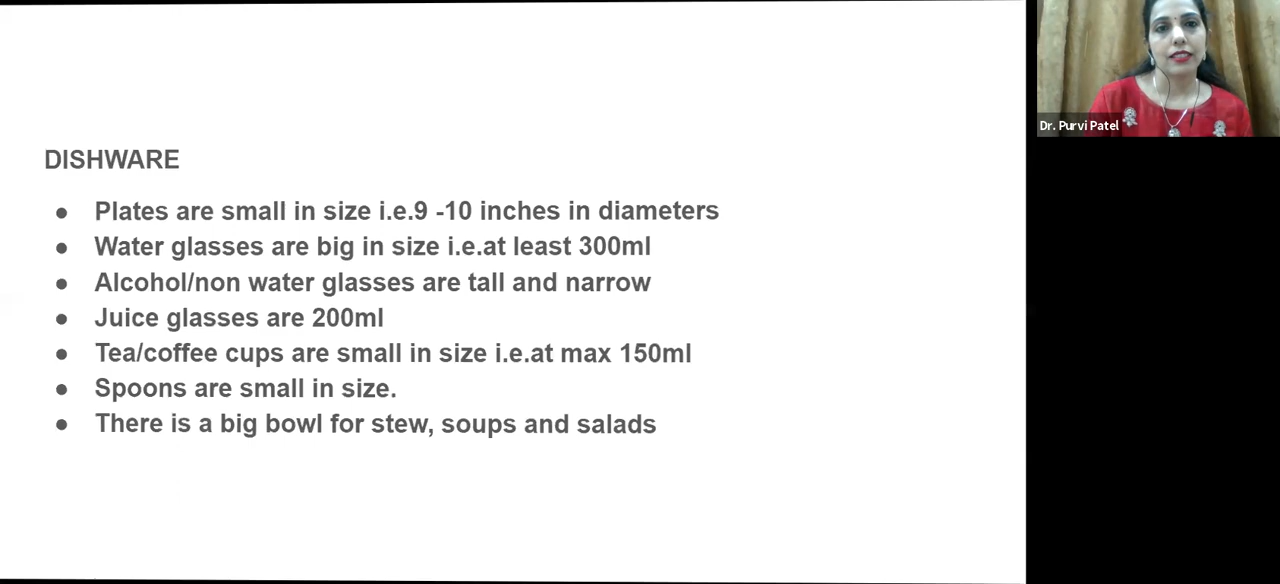 DISHWARE
● Plates are small in size i.e.9 -10 inches in diameters
● Water glasses are big in size i.e.at least 300ml
● Alcohol/non water glasses are tall and narrow
● Juice glasses are 200ml
● Tea/coffee cups are small in size i.e.at max 150ml
● Spoons are small in size.
● There is a big bowl for stew, soups and salads
Dr. Purvi Patel